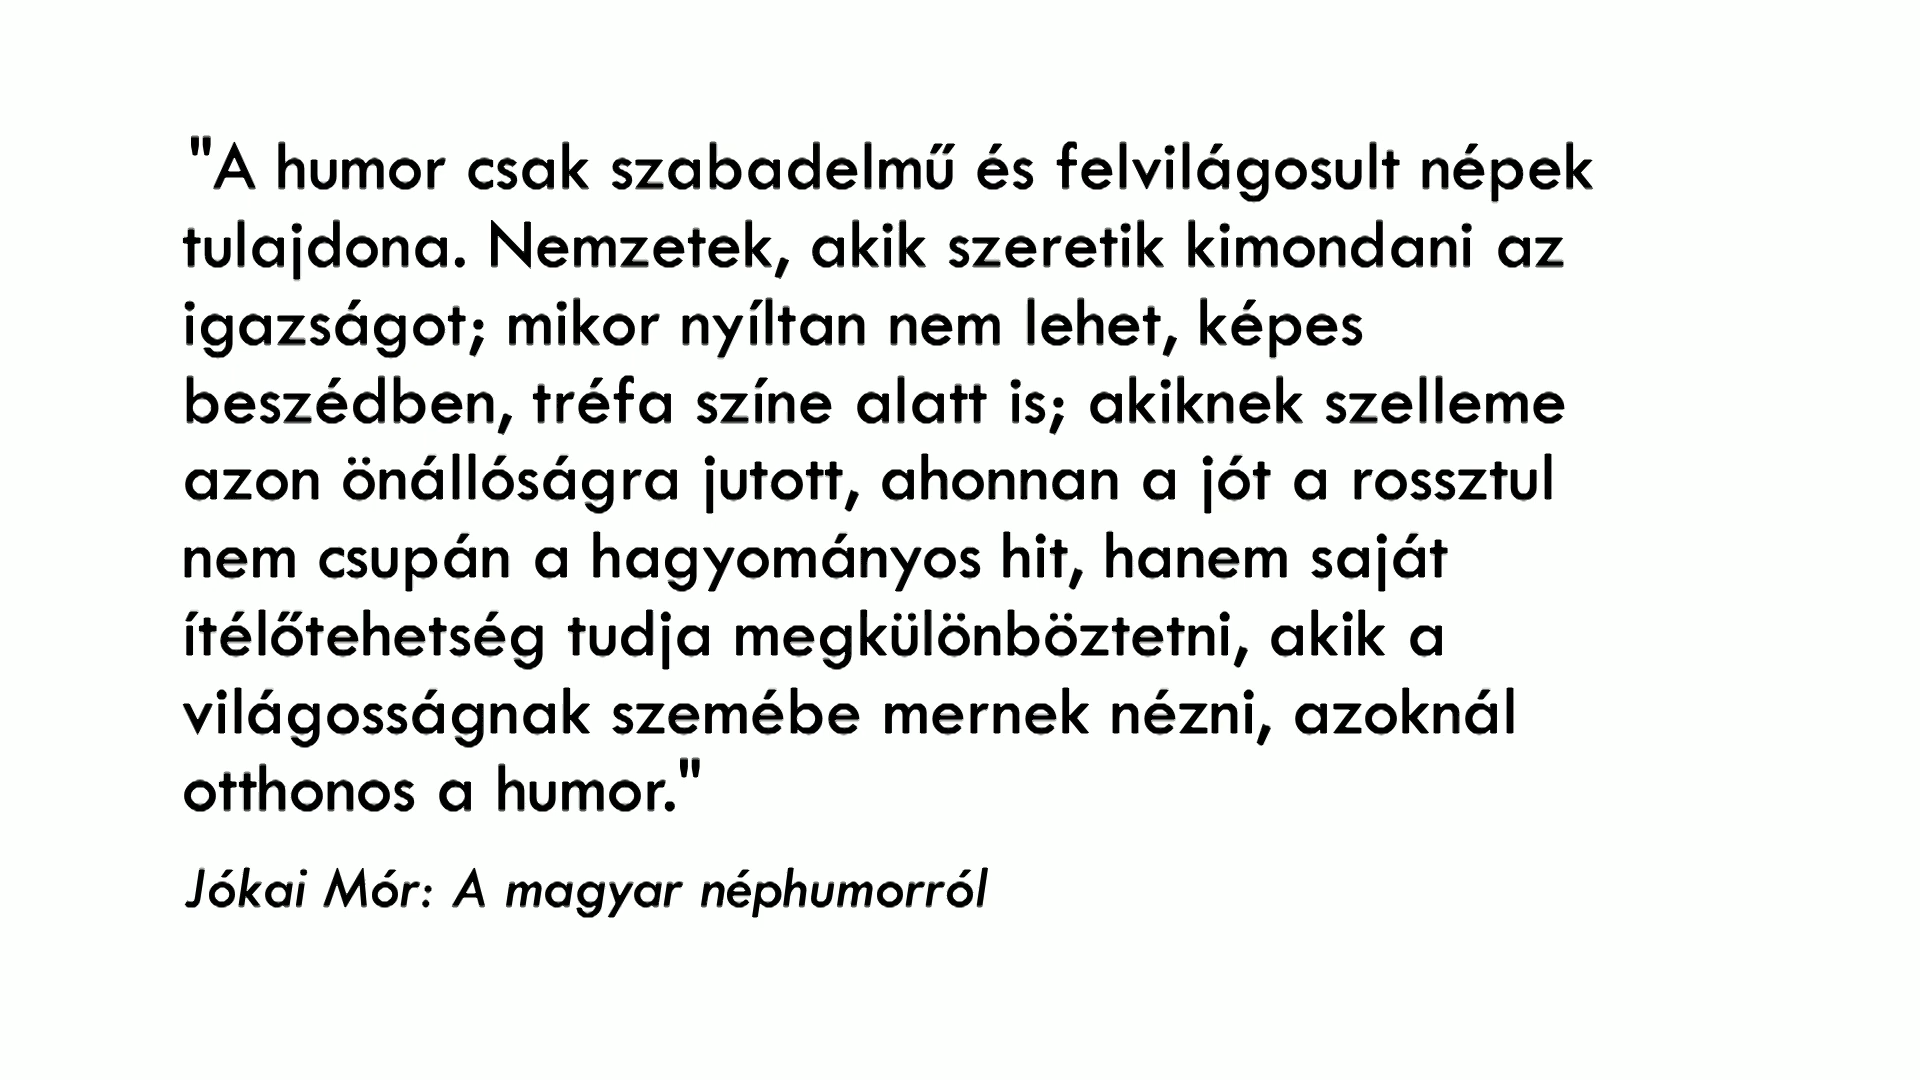 "A humor csak szabadelmű és felvilágosult népek
tulajdona. Nemzetek, akik szeretik kimondani az
igazságot; mikor nyíltan nem lehet, képes
beszédben, tréfa színe alatt is; akiknek szelleme
azon önállóságra jutott, ahonnan a jót a rossztul
nem csupán a hagyományos hit, hanem saját
ítélőtehetség tudja megkülönböztetni, akik a
világosságnak szemébe mernek nézni, azoknál
otthonos a humor."
Jókai Mór: A magyar néphumorról